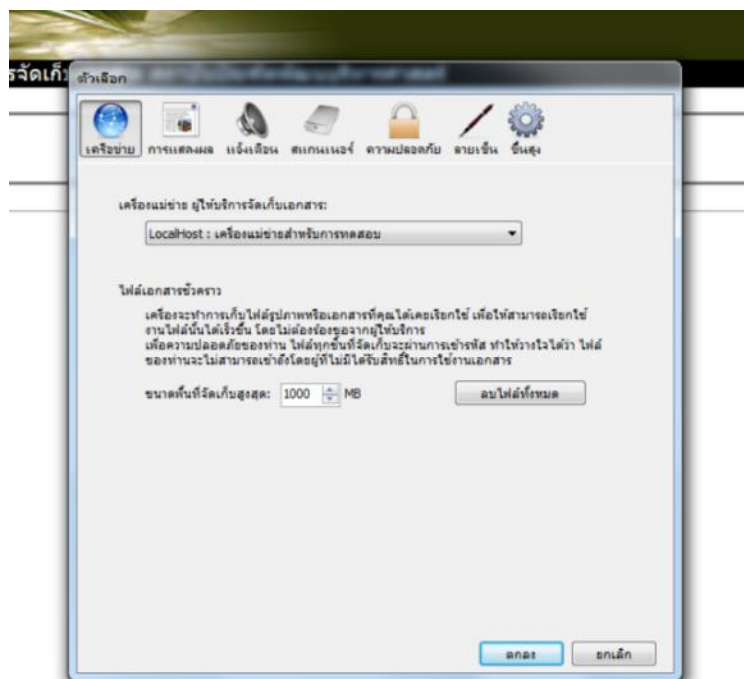 รจัดเก็
ตัวเลือก
เครือข่าย การแสดงผล แจ้งเตือน สแกนเนอร์ ความปลอดภัย ลายเซ็น ขั้นสูง
เครื่องแม่ข่าย ผู้ให้บริการจัดเก็บเอกสาร:
LocalHost : เครื่องแม่ข่ายสำหรับการทดสอบ
ไฟล์เอกสารชั่วคราว
เครื่องจะทำการเก็บไฟล์รูปภาพหรือเอกสารที่คุณได้เคยเรียกใช้ เพื่อให้สามารถเรียกใช้
งานไฟล์นั้นได้เร็วขึ้น โดยไม่ต้องร้องขอจากผู้ให้บริการ
เพื่อความปลอดภัยของท่าน ไฟล์ทุกชิ้นที่จัดเก็บจะผ่านการเข้ารหัส ทำให้วางใจได้ว่า ไฟล์
ของท่านจะไม่สามารถเข้าถึงโดยผู้ที่ไม่มีได้รับสิทธิ์ในการใช้งานเอกสาร
ขนาดพื้นที่จัดเก็บสูงสุด: 1000 MB ลบไฟล์ทั้งหมด
ตกลง ยกเลิก